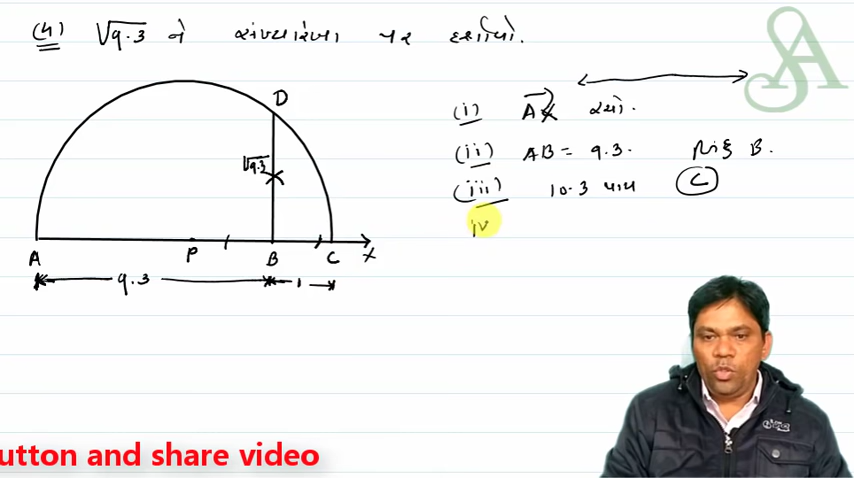 (૫) √9.3 ને સંખ્યારેખા પર દર્શાવો.
D
(i) AX દોરો.
√9.3
(ii) AB = 9.3. બિંદુ B.
(iii) 10.3 માપ C
iv
A P B C X
9.3 1
utton and share video